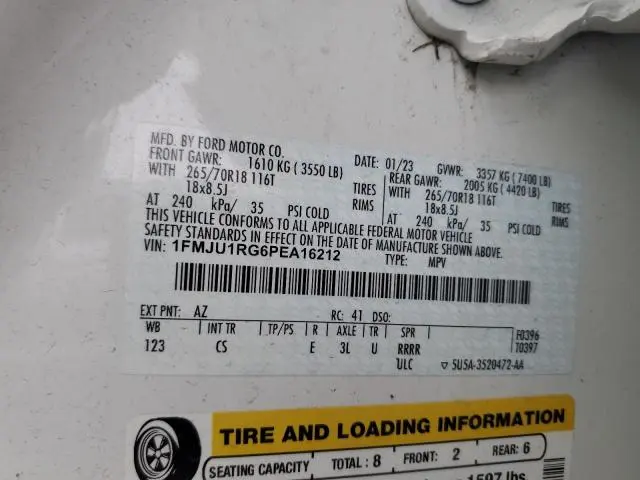 MFD. BY FORD MOTOR CO. DATE: 01/23 GVWR: 3357 KG ( 7400 LB)
FRONT GAWR: 1610 KG ( 3550 LB) REAR GAWR: 2005 KG ( 4420 LB)
WITH 265/70R18 116T TIRES WITH 265/70R18 116T TIRES
18x8.5J RIMS 18x8.5J RIMS
AT 240 kPa/ 35 PSI COLD AT 240 kPa/ 35 PSI COLD
THIS VEHICLE CONFORMS TO ALL APPLICABLE FEDERAL MOTOR VEHICLE
SAFETY STANDARDS IN EFFECT ON THE DATE OF MANUFACTURE SHOWN ABOVE.
VIN: 1FMJU1RG6PEA16212 TYPE: MPV
EXT PNT: AZ RC: 41 DSO:
WB INT TR TP/PS R AXLE TR SPR F0396
123 CS E 3L U RRRR T0397
ULC ▽ 5U5A-3520472-AA
TIRE AND LOADING INFORMATION
SEATING CAPACITY TOTAL : 8 FRONT: 2 REAR: 6
1507 lbs